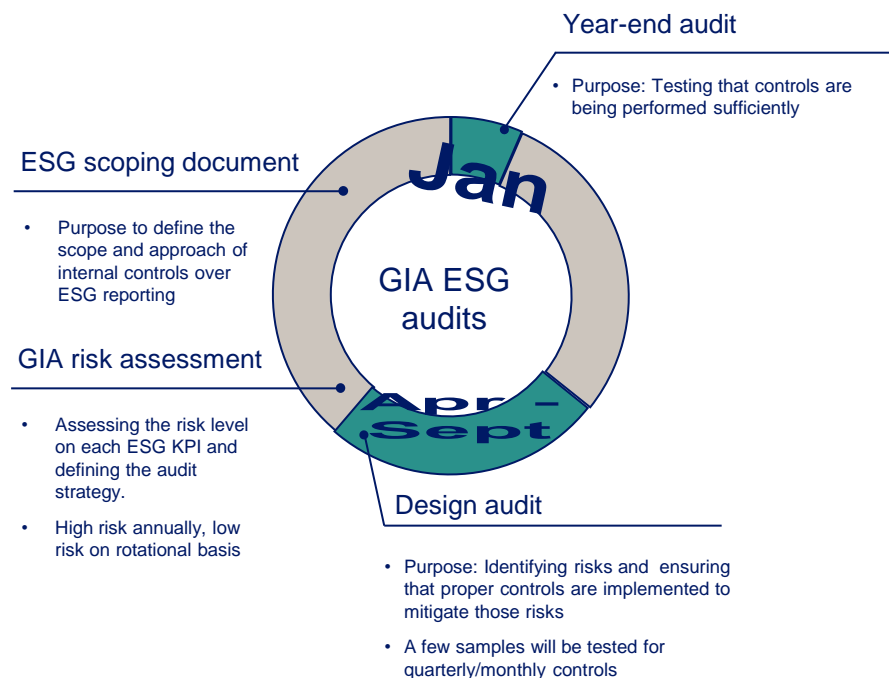 Year-end audit
• Purpose: Testing that controls are
being performed sufficiently
Jan
ESG scoping document
• Purpose to define the
scope and approach of
internal controls over
ESG reporting
GIA ESG
audits
GIA risk assessment
• Assessing the risk level
on each ESG KPI and
defining the audit
strategy.
• High risk annually, low
risk on rotational basis
Apr –
Sept
Design audit
• Purpose: Identifying risks and ensuring
that proper controls are implemented to
mitigate those risks
• A few samples will be tested for
quarterly/monthly controls